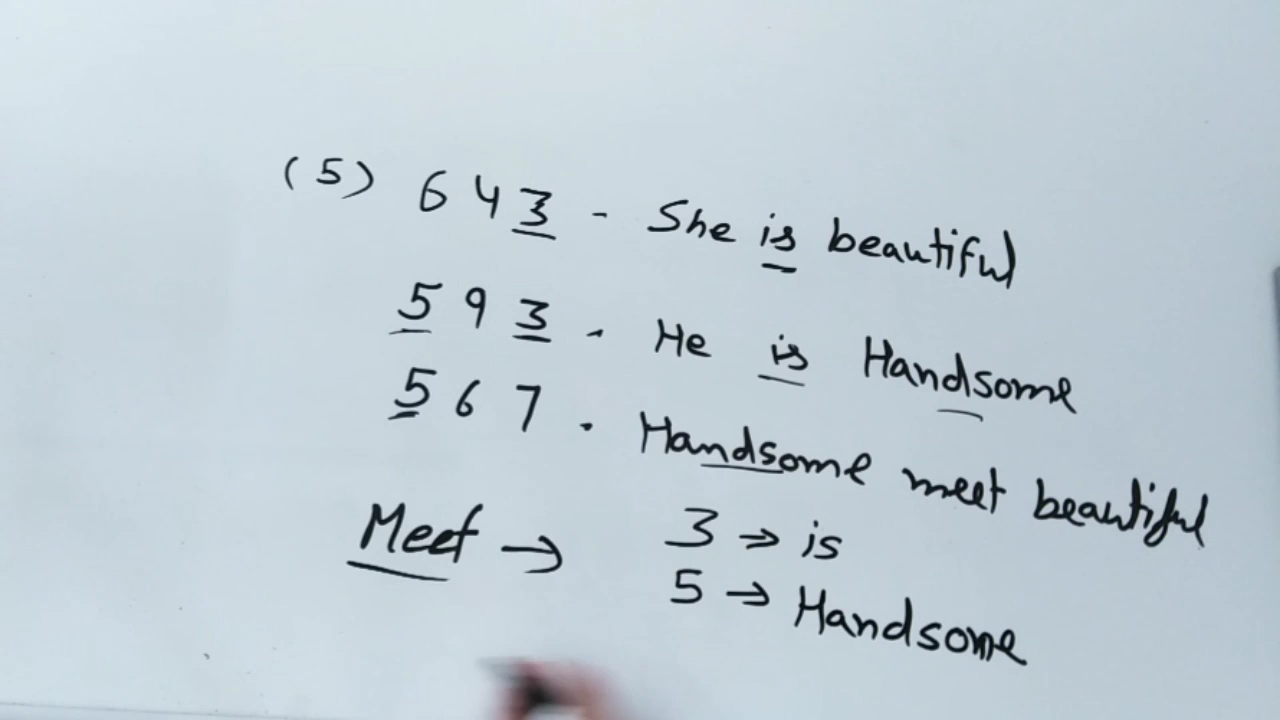 (5) 643 - She is beautiful
593 - He is Handsome
567 - Handsome meet beautiful
Meet → 3 → is
5 → Handsome